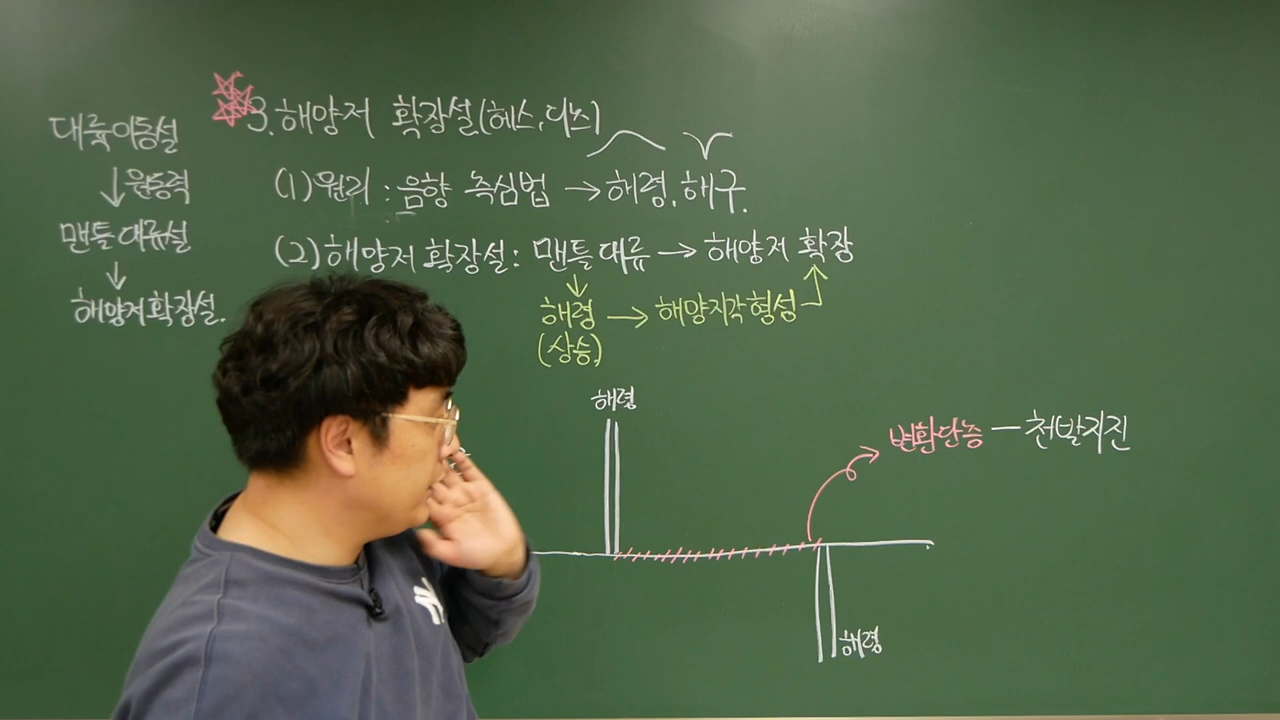 대륙이동설
↓ 원동력
맨틀대류설
↓
해양저확장설.
3. 해양저 확장설(헤스, 디츠)
(1) 원리 : 음향 측심법 → 해령, 해구.
(2) 해양저 확장설 : 맨틀대류 → 해양저 확장
↓
해령 → 해양지각 형성
(상승)
해령
변환단층 - 천발지진
해령